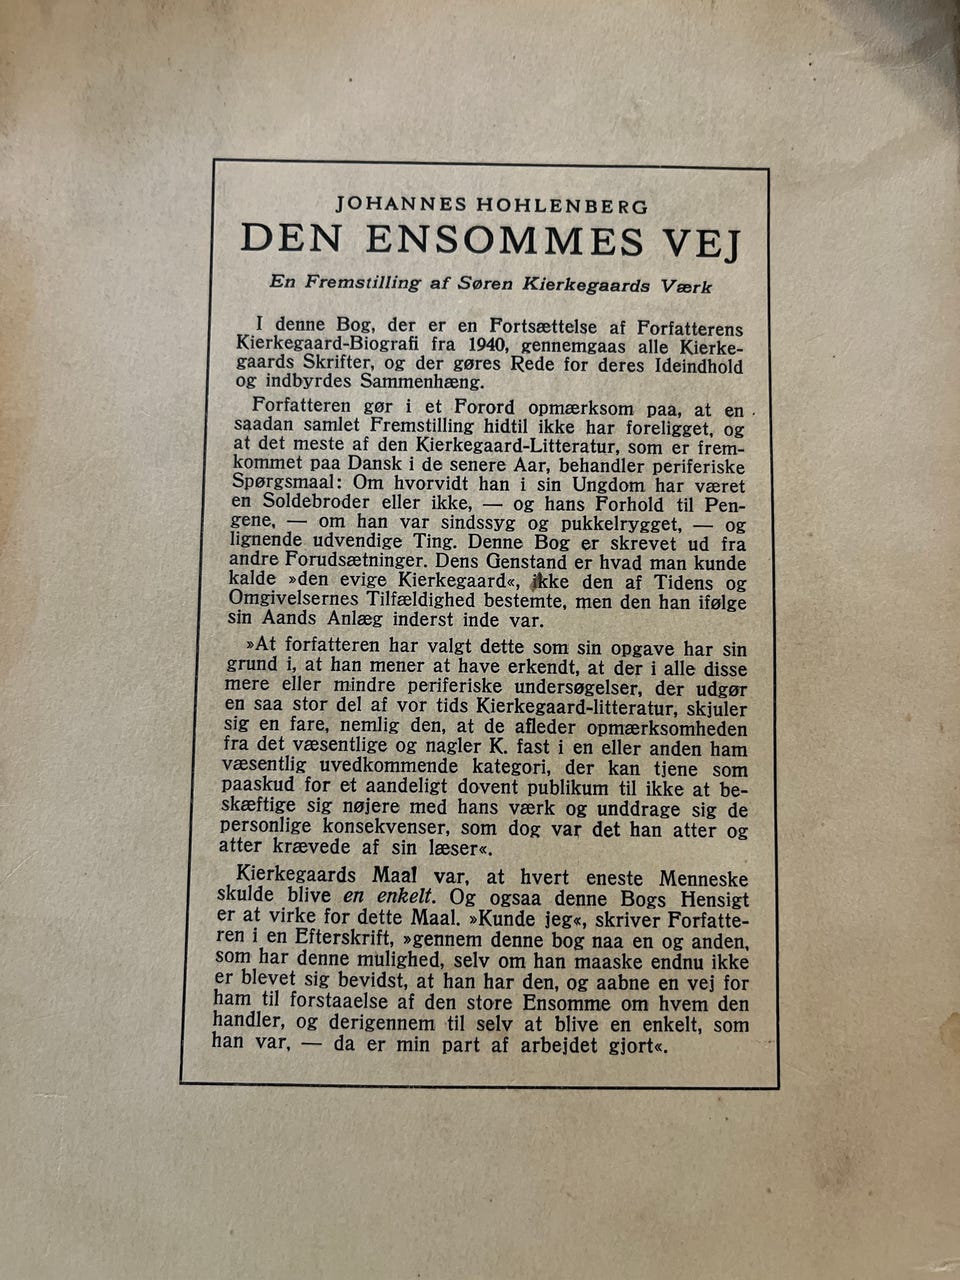 JOHANNES HOHLENBERG
DEN ENSOMMES VEJ
En Fremstilling af Søren Kierkegaards Værk
I denne Bog, der er en Fortsættelse af Forfatterens
Kierkegaard-Biografi fra 1940, gennemgaas alle Kierke-
gaards Skrifter, og der gøres Rede for deres Ideindhold
og indbyrdes Sammenhæng.
Forfatteren gør i et Forord opmærksom paa, at en
saadan samlet Fremstilling hidtil ikke har foreligget, og
at det meste af den Kierkegaard-Litteratur, som er frem-
kommet paa Dansk i de senere Aar, behandler periferiske
Spørgsmaal: Om hvorvidt han i sin Ungdom har været
en Soldebroder eller ikke, — og hans Forhold til Pen-
gene, — om han var sindssyg og pukkelrygget, — og
lignende udvendige Ting. Denne Bog er skrevet ud fra
andre Forudsætninger. Dens Genstand er hvad man kunde
kalde »den evige Kierkegaard«, ikke den af Tidens og
Omgivelsernes Tilfældighed bestemte, men den han ifølge
sin Aands Anlæg inderst inde var.
»At forfatteren har valgt dette som sin opgave har sin
grund i, at han mener at have erkendt, at der i alle disse
mere eller mindre periferiske undersøgelser, der udgør
en saa stor del af vor tids Kierkegaard-litteratur, skjuler
sig en fare, nemlig den, at de afleder opmærksomheden
fra det væsentlige og nagler K. fast i en eller anden ham
væsentlig uvedkommende kategori, der kan tjene som
paaskud for et aandeligt dovent publikum til ikke at be-
skæftige sig nøjere med hans værk og unddrage sig de
personlige konsekvenser, som dog var det han atter og
atter krævede af sin læser«.
Kierkegaards Maal var, at hvert eneste Menneske
skulde blive en enkelt. Og ogsaa denne Bogs Hensigt
er at virke for dette Maal. »Kunde jeg«, skriver Forfatte-
ren i en Efterskrift, »gennem denne bog naa en og anden,
som har denne mulighed, selv om han maaske endnu ikke
er blevet sig bevidst, at han har den, og aabne en vej for
ham til forstaaelse af den store Ensomme om hvem den
handler, og derigennem til selv at blive en enkelt, som
han var, — da er min part af arbejdet gjort«.